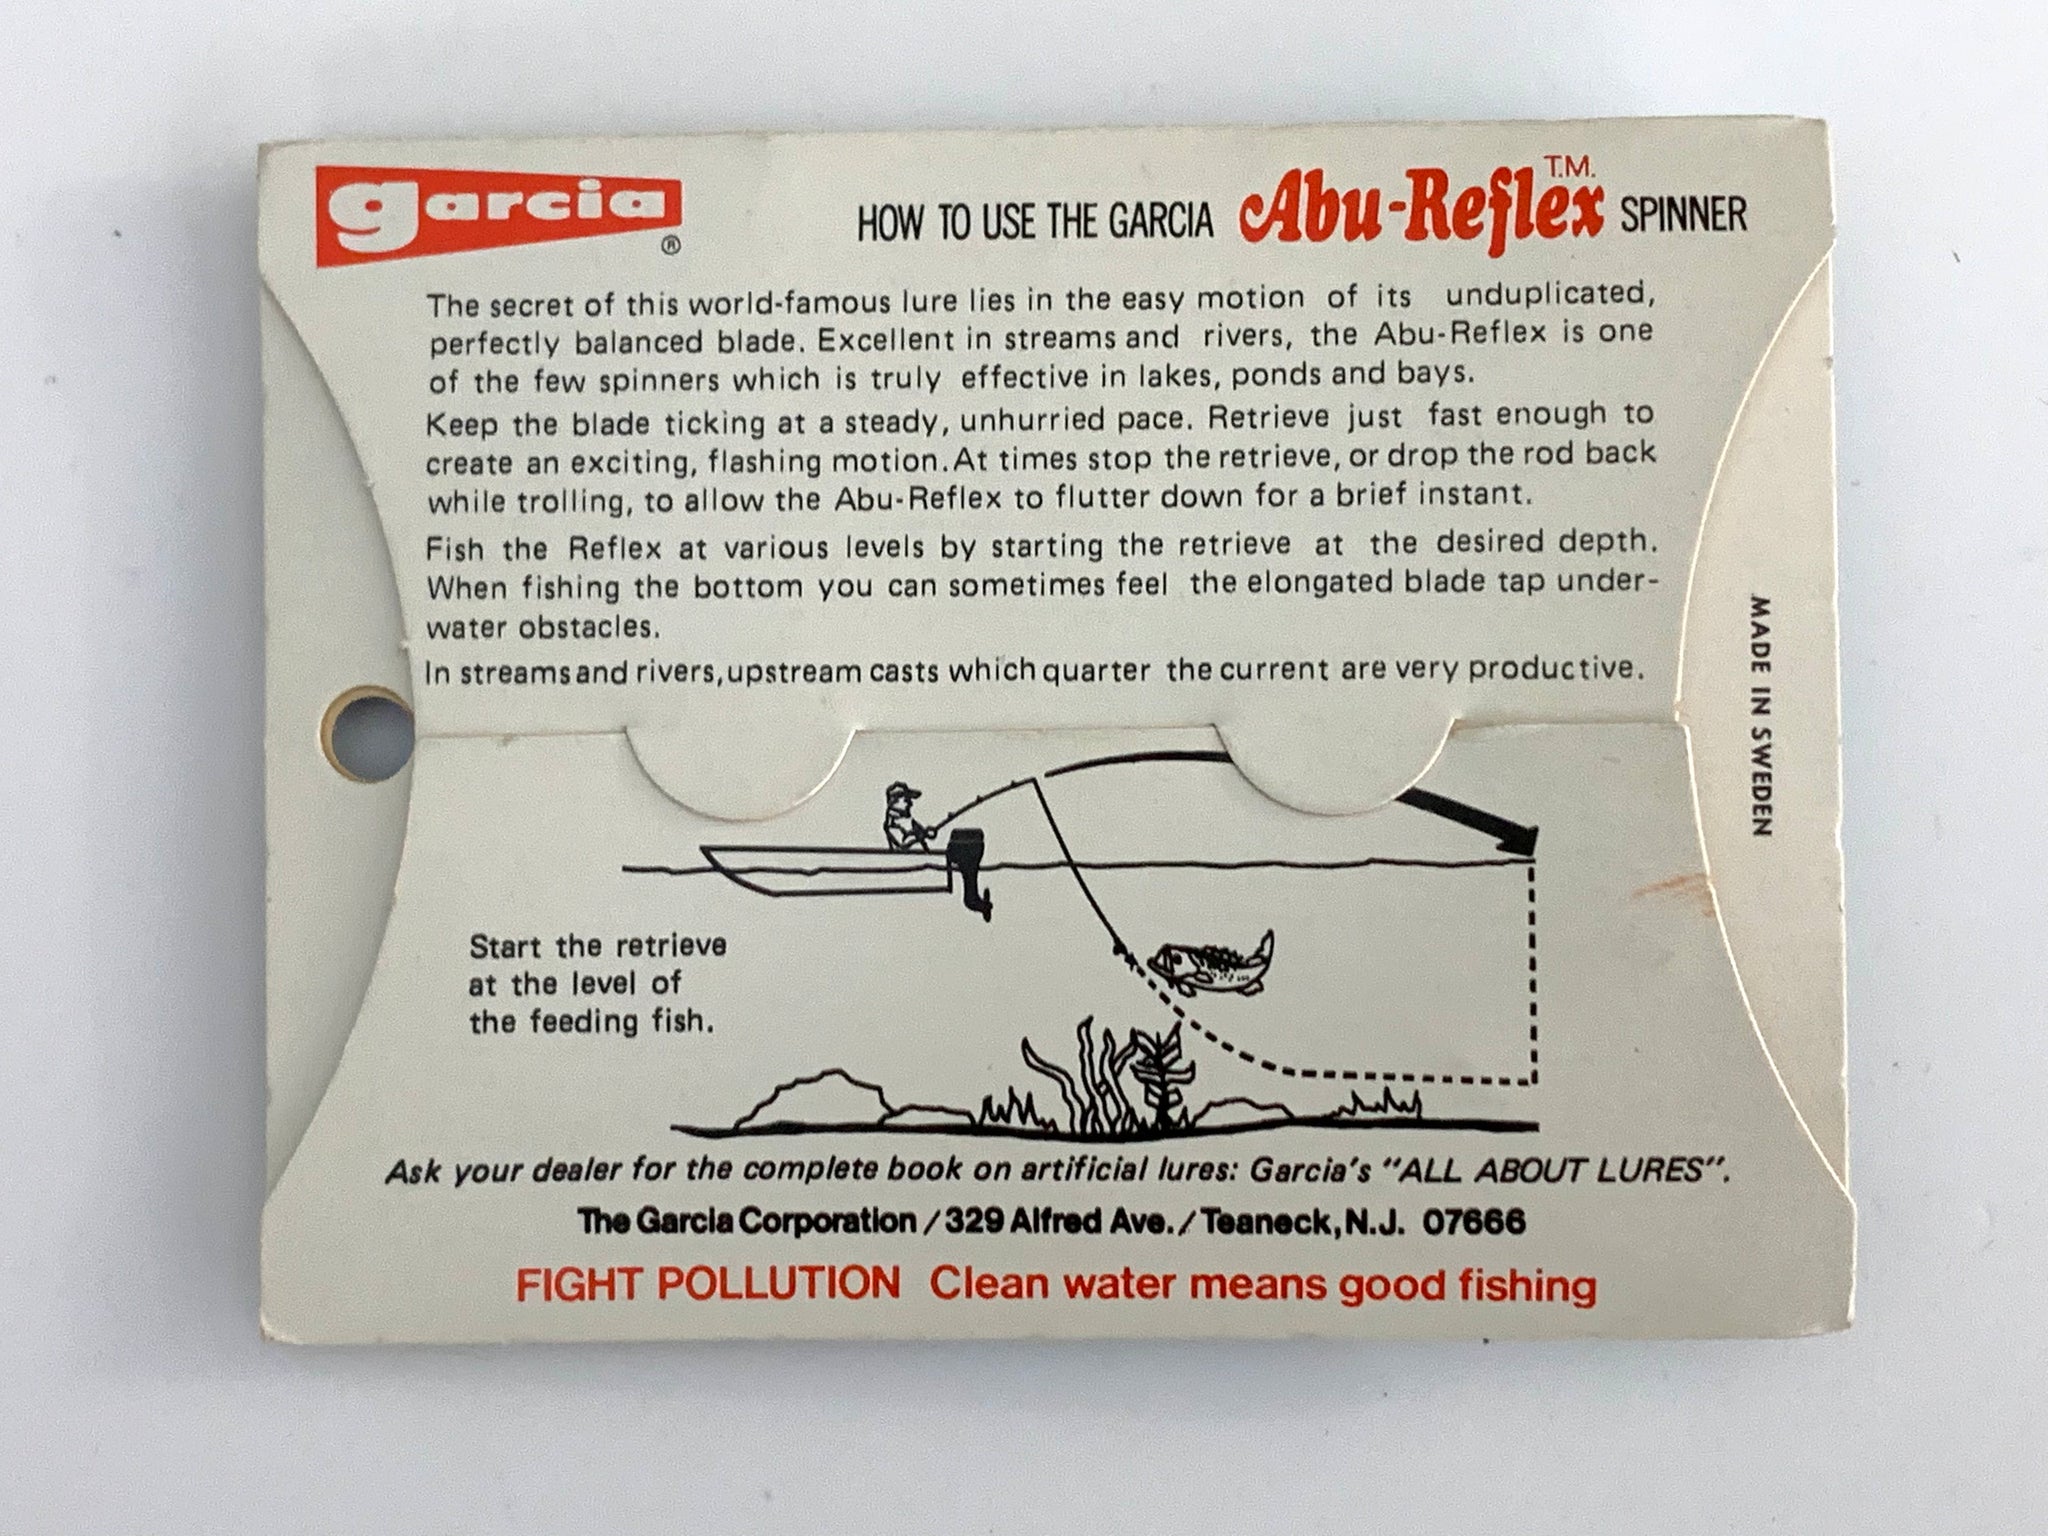 garcia
®
HOW TO USE THE GARCIA Abu-Reflex T.M. SPINNER
The secret of this world-famous lure lies in the easy motion of its unduplicated,
perfectly balanced blade. Excellent in streams and rivers, the Abu-Reflex is one
of the few spinners which is truly effective in lakes, ponds and bays.
Keep the blade ticking at a steady, unhurried pace. Retrieve just fast enough to
create an exciting, flashing motion. At times stop the retrieve, or drop the rod back
while trolling, to allow the Abu-Reflex to flutter down for a brief instant.
Fish the Reflex at various levels by starting the retrieve at the desired depth.
When fishing the bottom you can sometimes feel the elongated blade tap under-
water obstacles.
In streams and rivers, upstream casts which quarter the current are very productive.
MADE IN SWEDEN
Start the retrieve
at the level of
the feeding fish.
Ask your dealer for the complete book on artificial lures: Garcia's "ALL ABOUT LURES".
The Garcia Corporation / 329 Alfred Ave. / Teaneck, N.J. 07666
FIGHT POLLUTION Clean water means good fishing